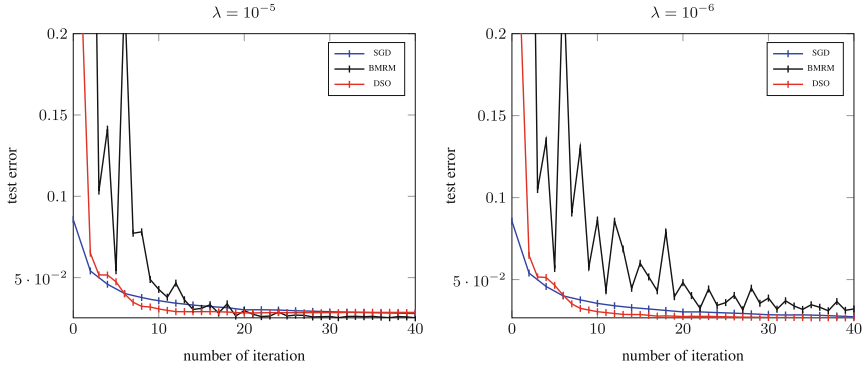 λ = 10⁻⁵
0.2
0.15
0.1
5 · 10⁻²
test error
SGD
BMRM
DSO
0 10 20 30 40
number of iteration
λ = 10⁻⁶
0.2
0.15
0.1
5 · 10⁻²
test error
SGD
BMRM
DSO
0 10 20 30 40
number of iteration